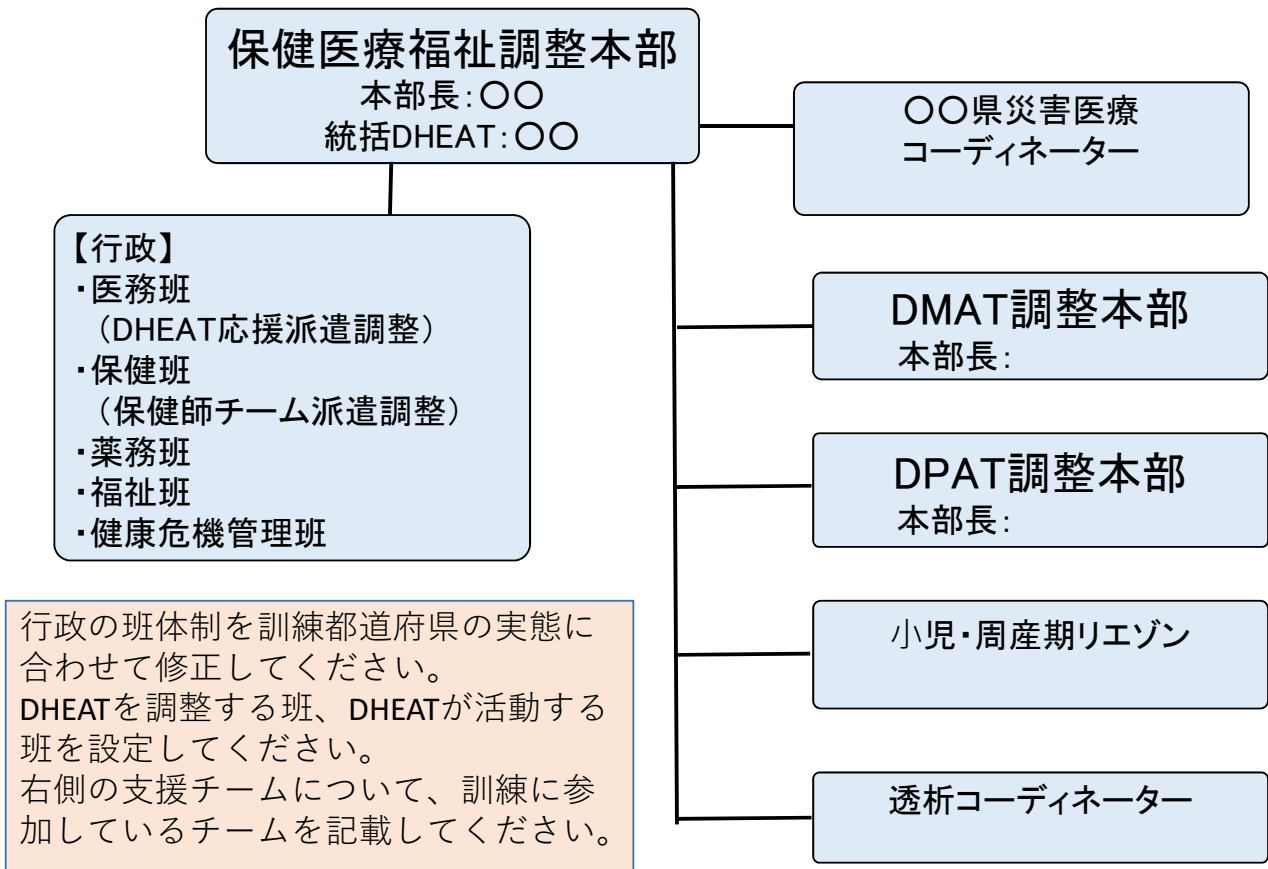 保健医療福祉調整本部
本部長:〇〇
統括DHEAT:〇〇
〇〇県災害医療
コーディネーター
【行政】
・医務班
（DHEAT応援派遣調整）
・保健班
（保健師チーム派遣調整）
・薬務班
・福祉班
・健康危機管理班
DMAT調整本部
本部長:
DPAT調整本部
本部長:
小児・周産期リエゾン
透析コーディネーター
行政の班体制を訓練都道府県の実態に
合わせて修正してください。
DHEATを調整する班、DHEATが活動する
班を設定してください。
右側の支援チームについて、訓練に参
加しているチームを記載してください。